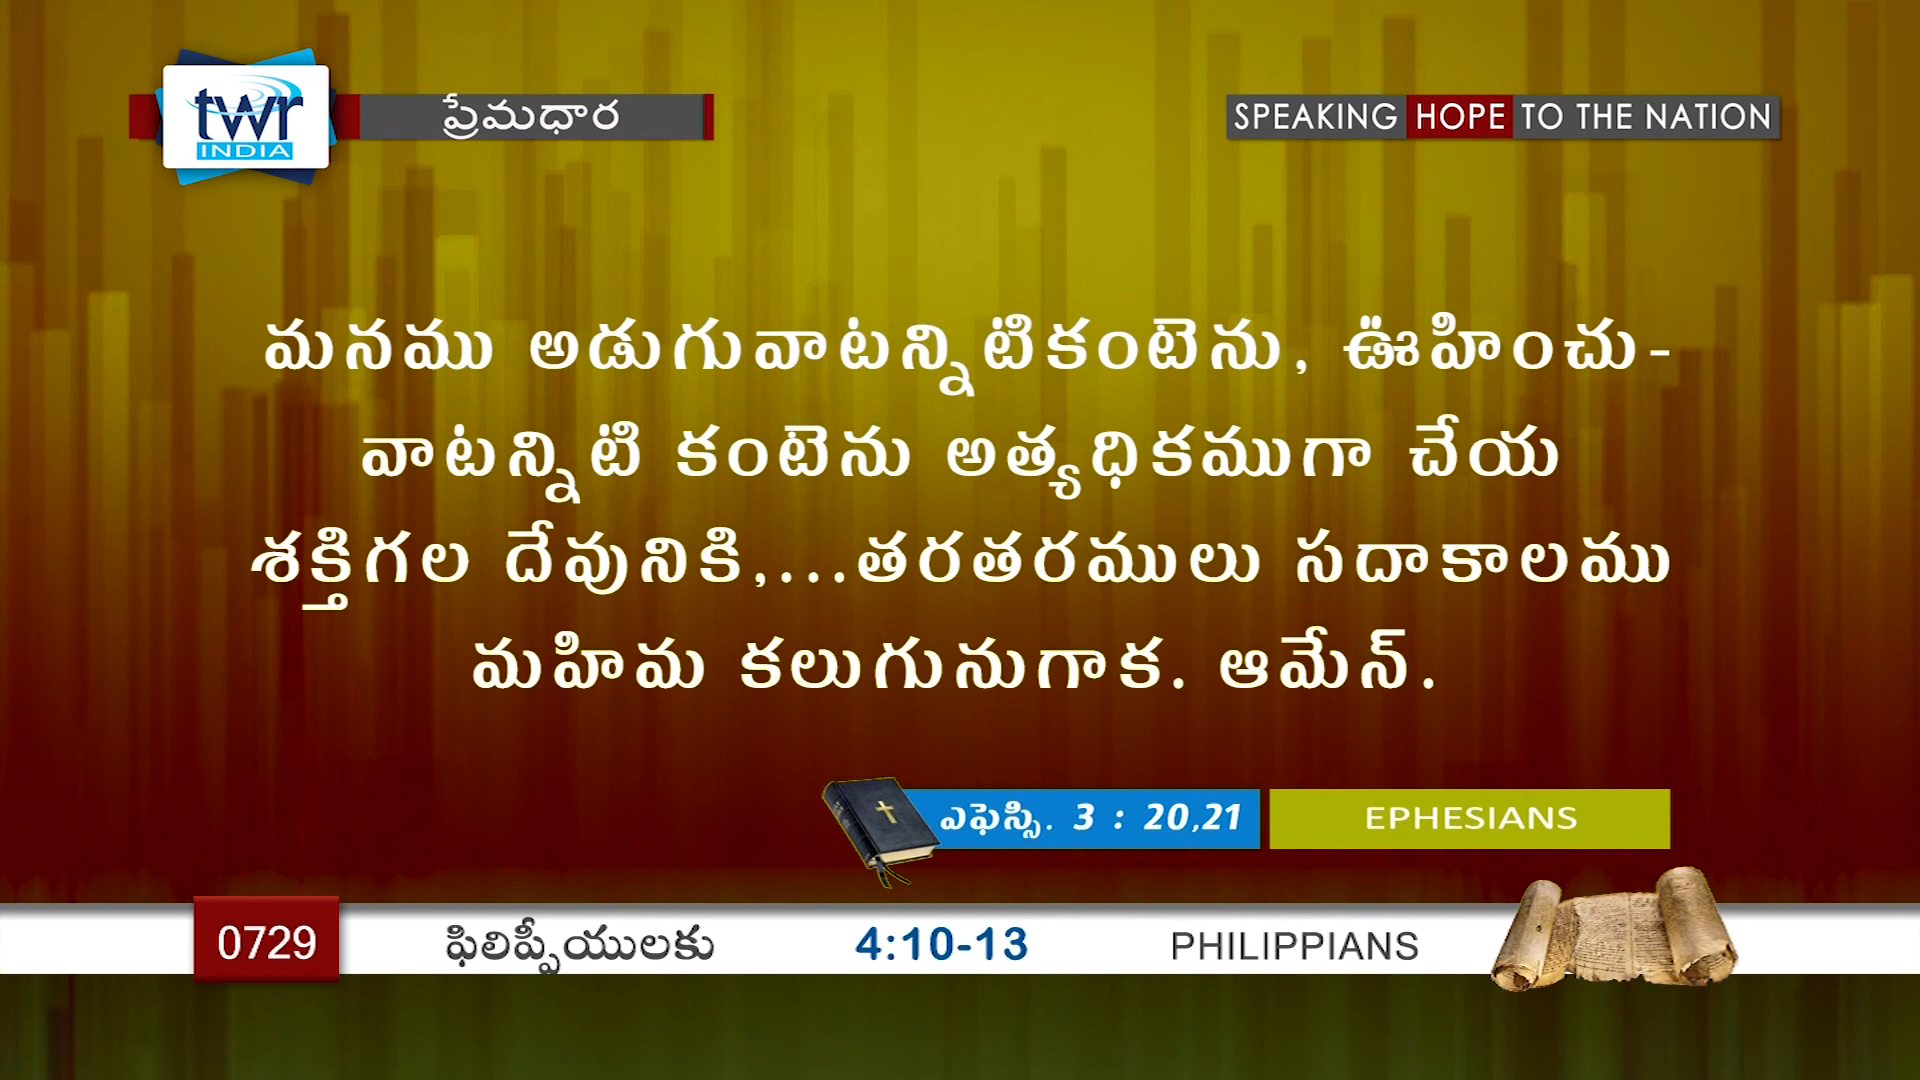 twr
INDIA
ప్రేమధార
SPEAKING HOPE TO THE NATION
మనము అడుగువాటన్నిటికంటెను, ఊహించు-
వాటన్నిటి కంటెను అత్యధికముగా చేయ
శక్తిగల దేవునికి,...తరతరములు సదాకాలము
మహిమ కలుగునుగాక. ఆమేన్.
ఎఫెస్సి. 3 : 20,21 EPHESIANS
0729 ఫిలిప్పీయులకు 4:10-13 PHILIPPIANS